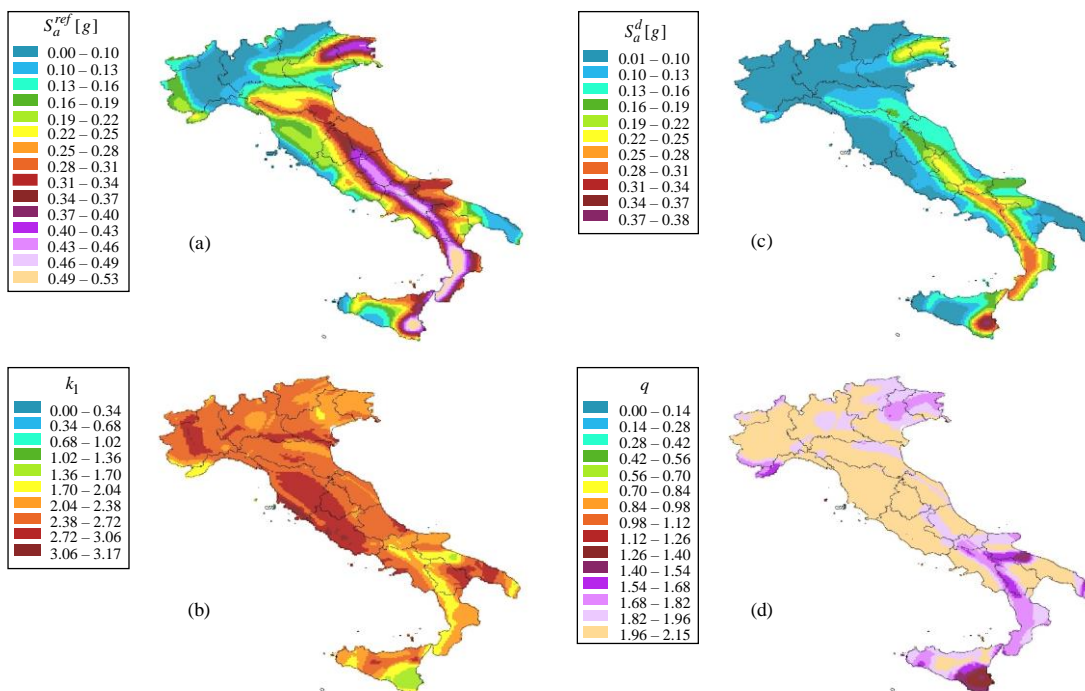 S_a^ref [g]
0.00 – 0.10
0.10 – 0.13
0.13 – 0.16
0.16 – 0.19
0.19 – 0.22
0.22 – 0.25
0.25 – 0.28
0.28 – 0.31
0.31 – 0.34
0.34 – 0.37
0.37 – 0.40
0.40 – 0.43
0.43 – 0.46
0.46 – 0.49
0.49 – 0.53
(a)
S_a^d [g]
0.01 – 0.10
0.10 – 0.13
0.13 – 0.16
0.16 – 0.19
0.19 – 0.22
0.22 – 0.25
0.25 – 0.28
0.28 – 0.31
0.31 – 0.34
0.34 – 0.37
0.37 – 0.38
(c)
k_1
0.00 – 0.34
0.34 – 0.68
0.68 – 1.02
1.02 – 1.36
1.36 – 1.70
1.70 – 2.04
2.04 – 2.38
2.38 – 2.72
2.72 – 3.06
3.06 – 3.17
(b)
q
0.00 – 0.14
0.14 – 0.28
0.28 – 0.42
0.42 – 0.56
0.56 – 0.70
0.70 – 0.84
0.84 – 0.98
0.98 – 1.12
1.12 – 1.26
1.26 – 1.40
1.40 – 1.54
1.54 – 1.68
1.68 – 1.82
1.82 – 1.96
1.96 – 2.15
(d)